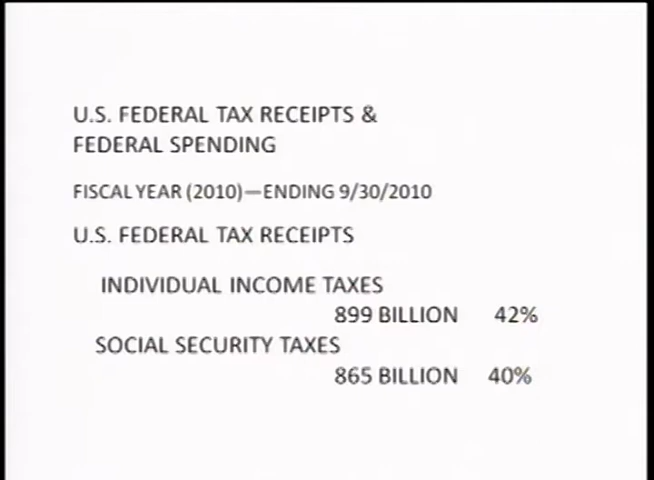 U.S. FEDERAL TAX RECEIPTS &
FEDERAL SPENDING
FISCAL YEAR (2010)—ENDING 9/30/2010
U.S. FEDERAL TAX RECEIPTS
INDIVIDUAL INCOME TAXES
899 BILLION 42%
SOCIAL SECURITY TAXES
865 BILLION 40%